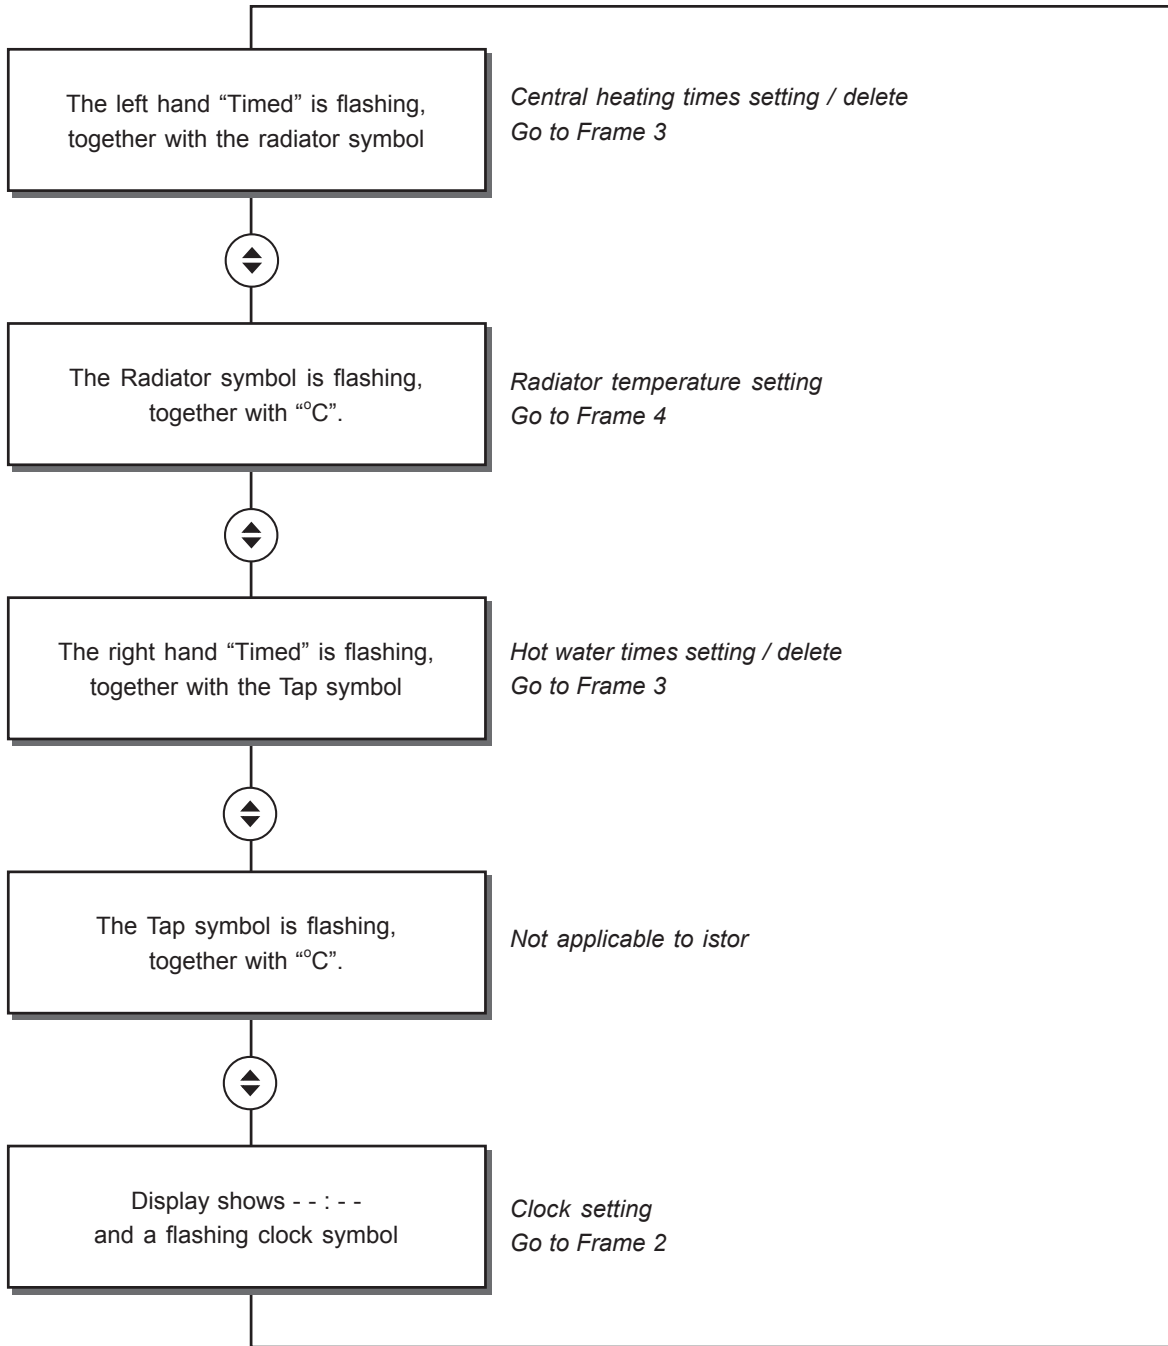 The left hand “Timed” is flashing,
together with the radiator symbol
Central heating times setting / delete
Go to Frame 3
The Radiator symbol is flashing,
together with “°C”.
Radiator temperature setting
Go to Frame 4
The right hand “Timed” is flashing,
together with the Tap symbol
Hot water times setting / delete
Go to Frame 3
The Tap symbol is flashing,
together with “°C”.
Not applicable to istor
Display shows - - : - -
and a flashing clock symbol
Clock setting
Go to Frame 2